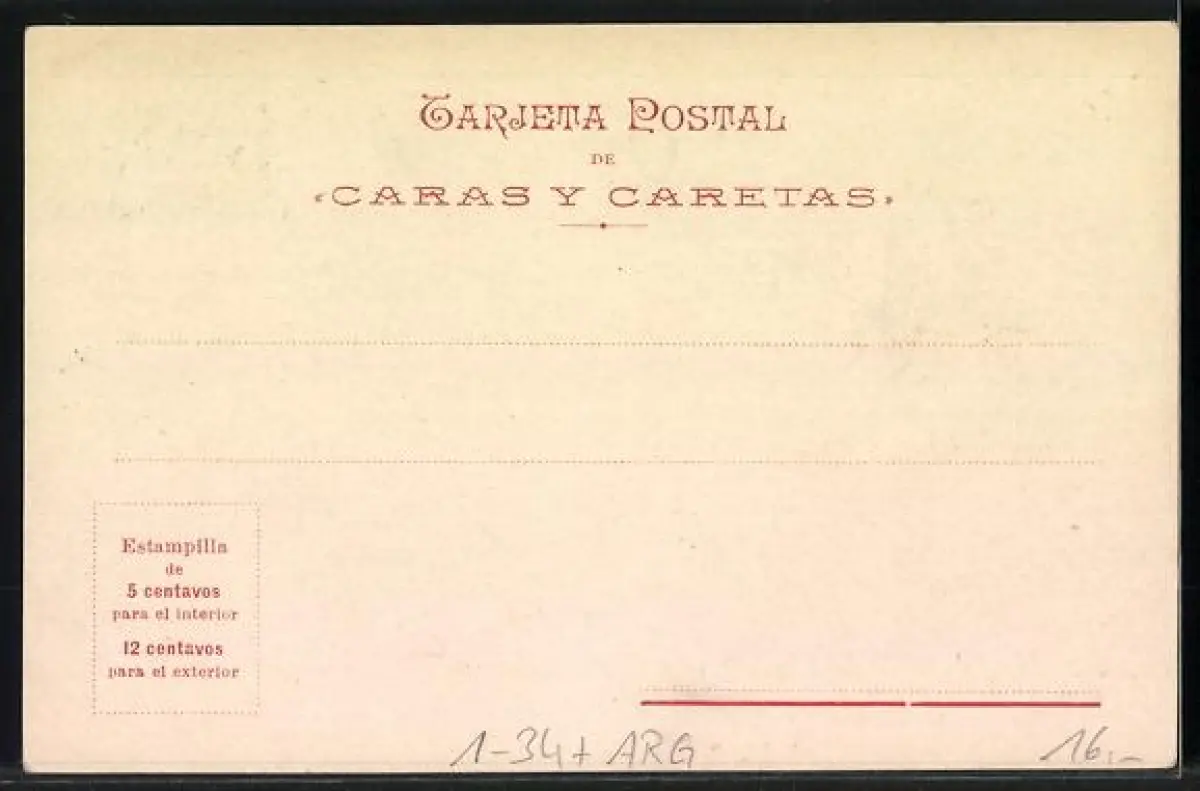 TARJETA POSTAL
DE
«CARAS Y CARETAS»
Estampilla
de
5 centavos
para el interior
12 centavos
para el exterior
1-34+ ARG
16,-